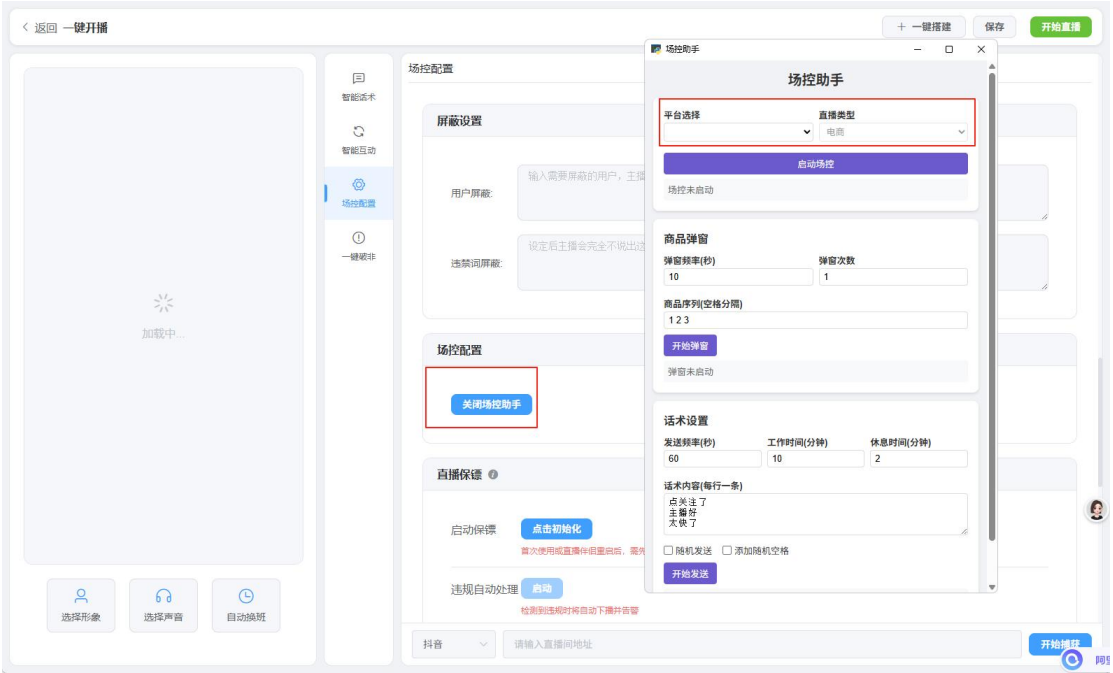 返回 一键开播
+ 一键搭建
保存
开始直播
加载中...
选择形象
选择声音
自动换班
智能话术
智能互动
场控配置
一键破非
场控配置
屏蔽设置
用户屏蔽:
输入需要屏蔽的用户，主播
违禁词屏蔽:
设定后主播会完全不说出这
场控配置
关闭场控助手
直播保镖
启动保镖
点击初始化
首次使用或直播伴侣重启后，需先
违规自动处理
启动
检测到违规时将自动下播并告警
抖音
请输入直播间地址
开始捕获
场控助手
场控助手
平台选择
直播类型
电商
启动场控
场控未启动
商品弹窗
弹窗频率(秒)
弹窗次数
10
1
商品序列(空格分隔)
1 2 3
开始弹窗
弹窗未启动
话术设置
发送频率(秒)
工作时间(分钟)
休息时间(分钟)
60
10
2
话术内容(每行一条)
点关注了
主播好
太快了
随机发送
添加随机空格
开始发送